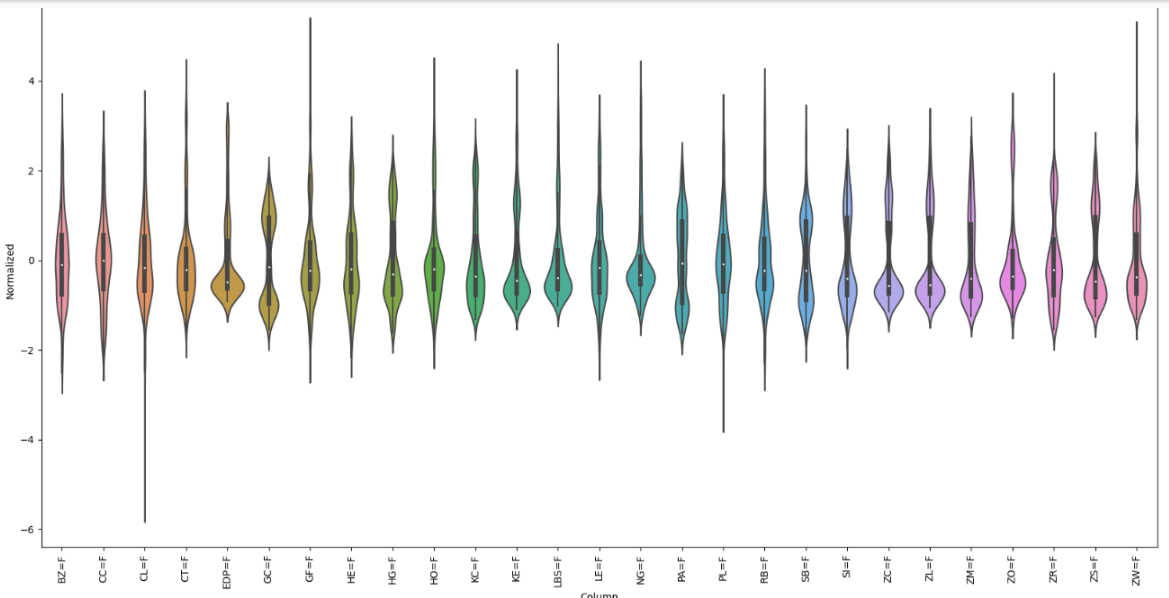 4
2
0
−2
−4
−6
Normalized
BZ=F
CC=F
CL=F
CT=F
EDP=F
GC=F
GF=F
HE=F
HG=F
HO=F
KC=F
KE=F
LBS=F
LE=F
NG=F
PA=F
PL=F
RB=F
SB=F
SI=F
ZC=F
ZL=F
ZM=F
ZO=F
ZR=F
ZS=F
ZW=F
Column